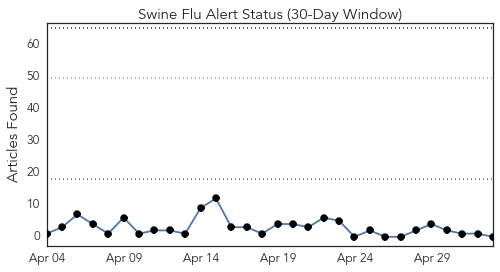 Swine Flu Alert Status (30-Day Window)
Articles Found
60
50
40
30
20
10
0
Apr 04 Apr 09 Apr 14 Apr 19 Apr 24 Apr 29